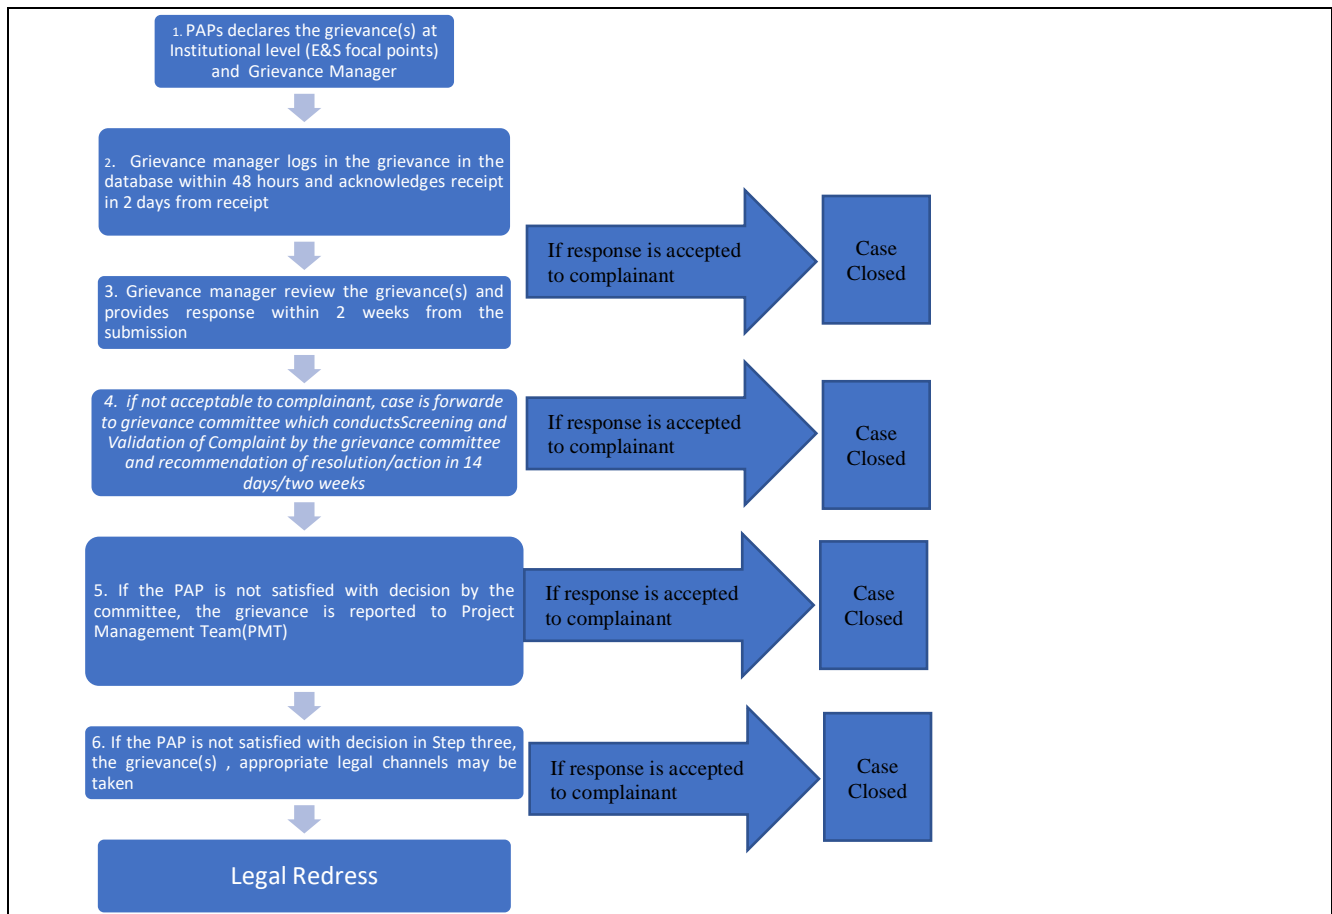 1. PAPs declares the grievance(s) at
Institutional level (E&S focal points)
and Grievance Manager
2. Grievance manager logs in the grievance in the
database within 48 hours and acknowledges receipt
in 2 days from receipt
If response is accepted
to complainant
Case
Closed
3. Grievance manager review the grievance(s) and
provides response within 2 weeks from the
submission
4. if not acceptable to complainant, case is forwarde
to grievance committee which conductsScreening and
Validation of Complaint by the grievance committee
and recommendation of resolution/action in 14
days/two weeks
If response is accepted
to complainant
Case
Closed
5. If the PAP is not satisfied with decision by the
committee, the grievance is reported to Project
Management Team(PMT)
If response is accepted
to complainant
Case
Closed
6. If the PAP is not satisfied with decision in Step three,
the grievance(s) , appropriate legal channels may be
taken
If response is accepted
to complainant
Case
Closed
Legal Redress